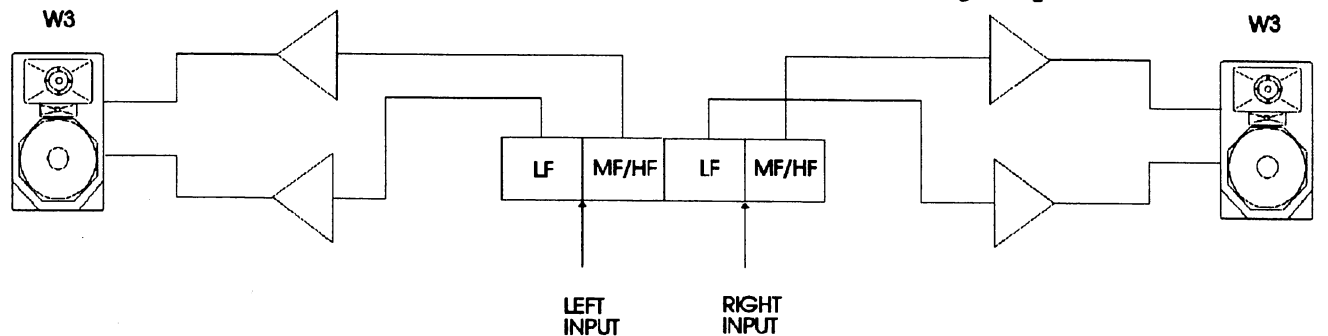 W3
W3
LF
MF/HF
LF
MF/HF
LEFT
INPUT
RIGHT
INPUT